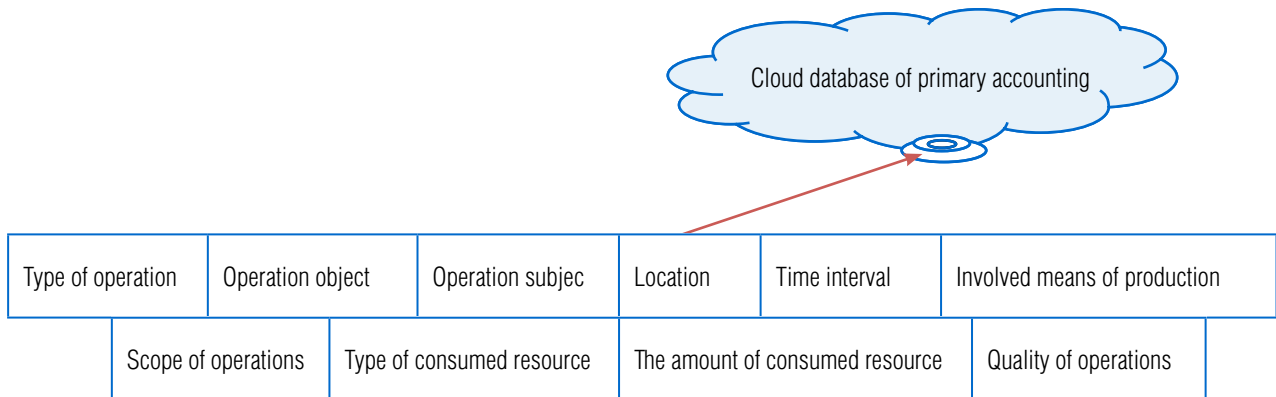 Cloud database of primary accounting
Type of operation
Operation object
Operation subjec
Location
Time interval
Involved means of production
Scope of operations
Type of consumed resource
The amount of consumed resource
Quality of operations